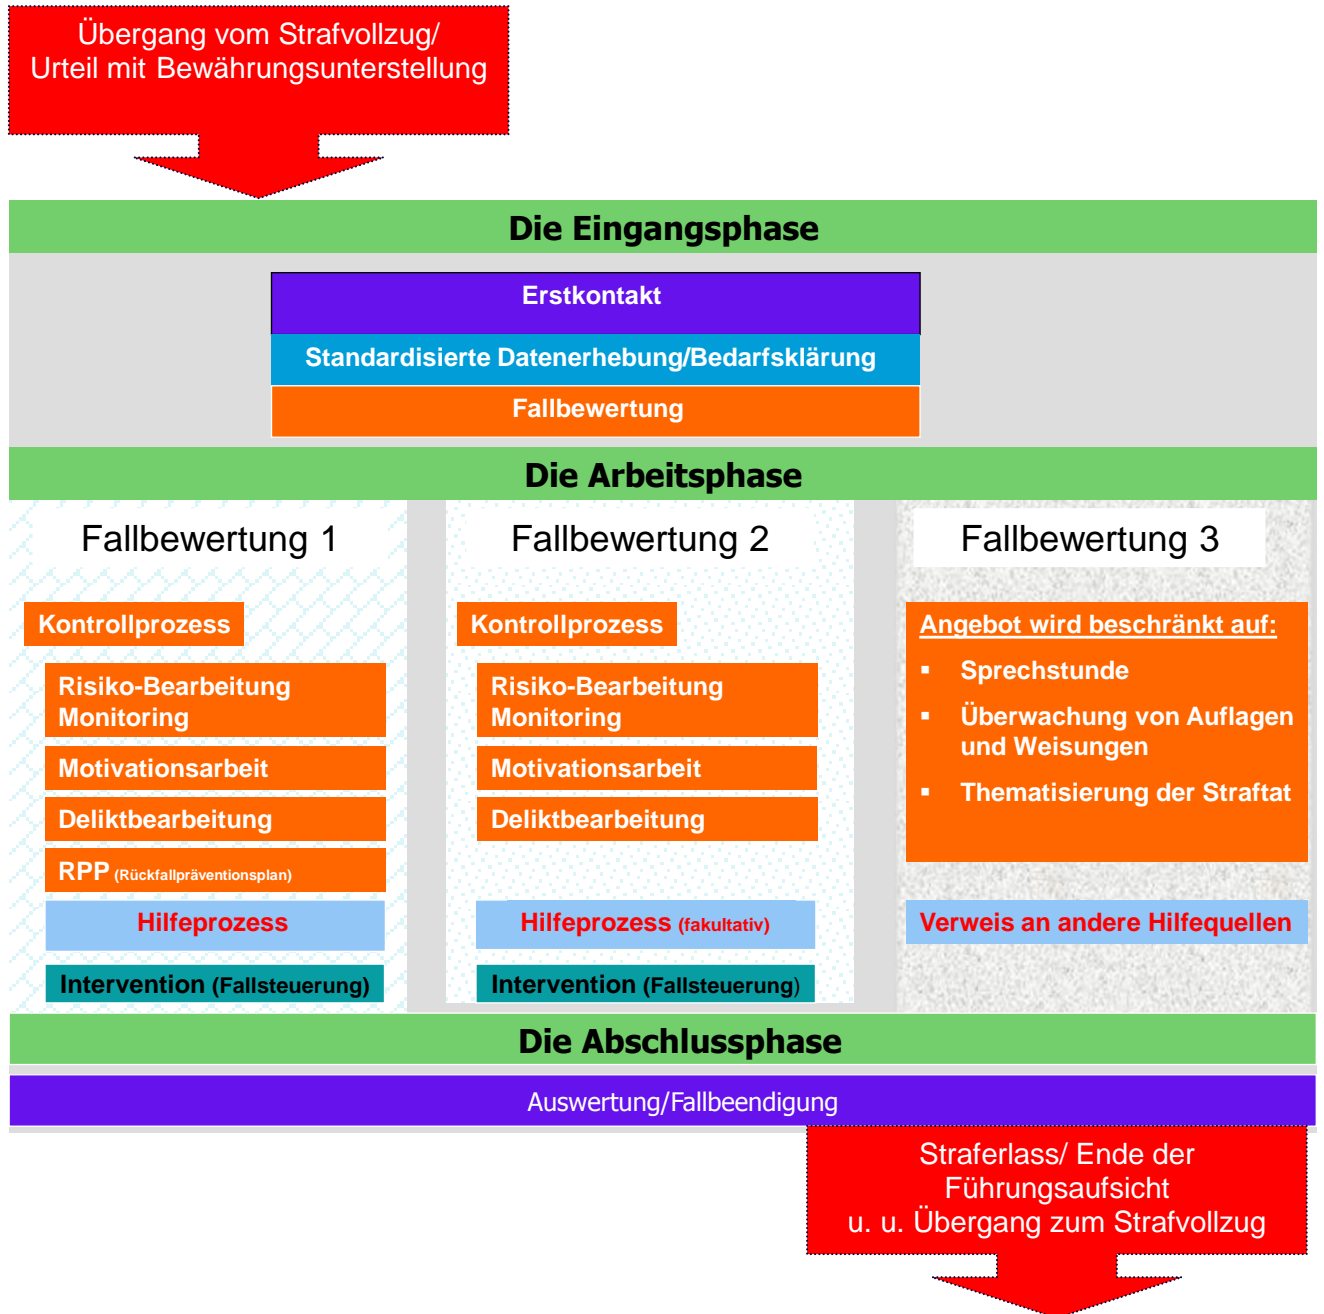 Übergang vom Strafvollzug/
Urteil mit Bewährungsunterstellung
Die Eingangsphase
Erstkontakt
Standardisierte Datenerhebung/Bedarfsklärung
Fallbewertung
Die Arbeitsphase
Fallbewertung 1
Kontrollprozess
Risiko-Bearbeitung
Monitoring
Motivationsarbeit
Deliktbearbeitung
RPP (Rückfallpräventionsplan)
Hilfeprozess
Intervention (Fallsteuerung)
Fallbewertung 2
Kontrollprozess
Risiko-Bearbeitung
Monitoring
Motivationsarbeit
Deliktbearbeitung
Hilfeprozess (fakultativ)
Intervention (Fallsteuerung)
Fallbewertung 3
Angebot wird beschränkt auf:
▪ Sprechstunde
▪ Überwachung von Auflagen
und Weisungen
▪ Thematisierung der Straftat
Verweis an andere Hilfequellen
Die Abschlussphase
Auswertung/Fallbeendigung
Straferlass/ Ende der
Führungsaufsicht
u. u. Übergang zum Strafvollzug